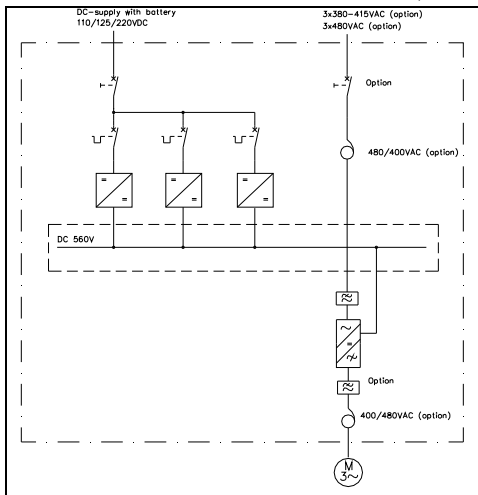 DC-supply with battery
110/125/220VDC
3x380-415VAC (option)
3x480VAC (option)
Option
480/400VAC (option)
DC 560V
Option
400/480VAC (option)
M
3~